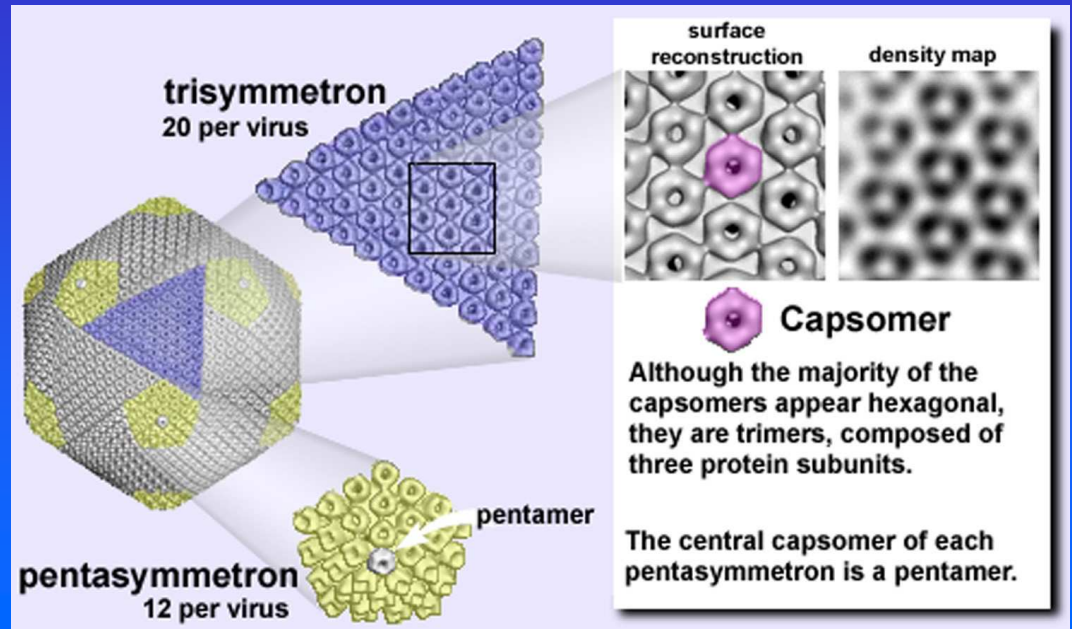 trisymmetron
20 per virus
surface
reconstruction
density map
Capsomer
Although the majority of the
capsomers appear hexagonal,
they are trimers, composed of
three protein subunits.
pentamer
The central capsomer of each
pentasymmetron is a pentamer.
pentasymmetron
12 per virus